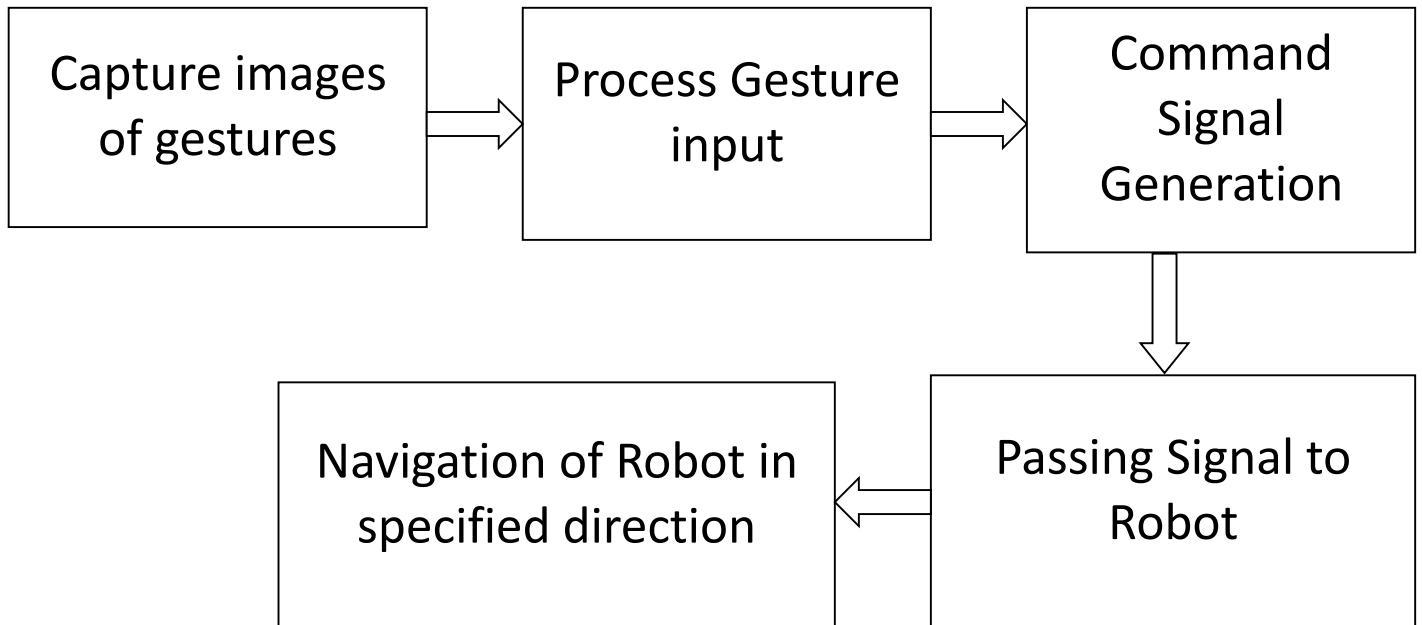 Capture images
of gestures
Process Gesture
input
Command
Signal
Generation
Passing Signal to
Robot
Navigation of Robot in
specified direction